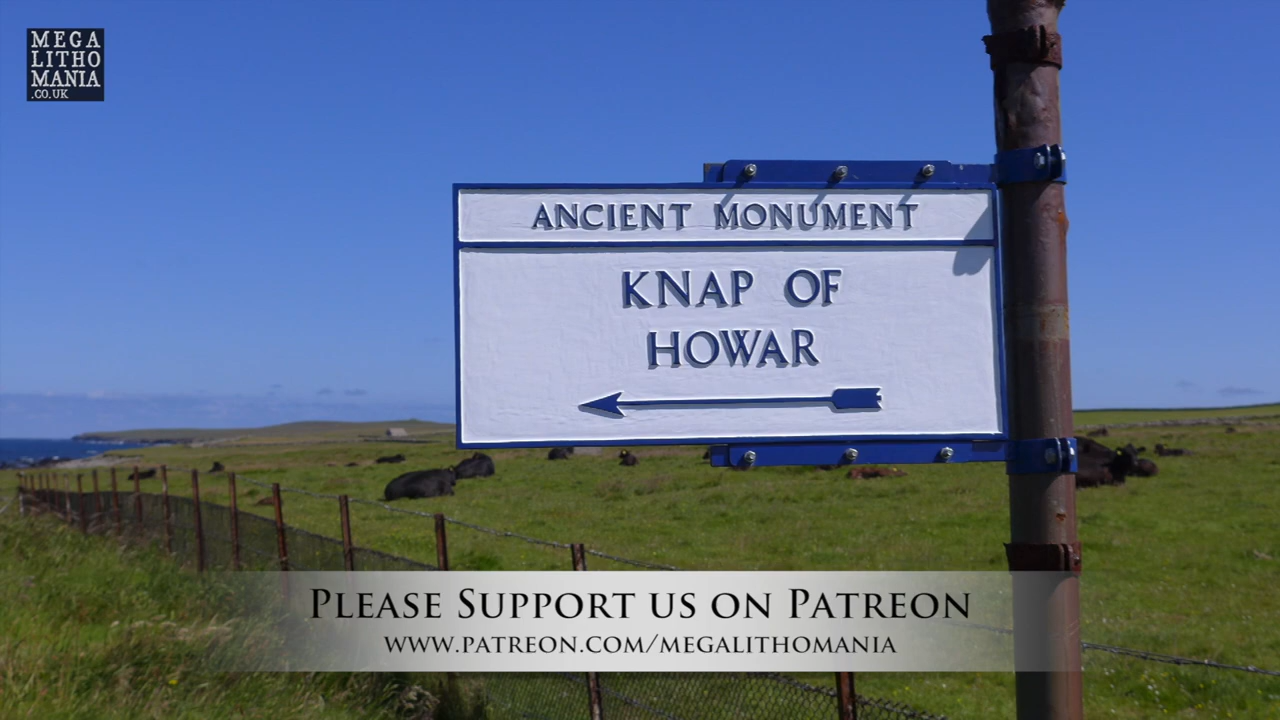 MEGA
LITHO
MANIA
.CO.UK
ANCIENT MONUMENT
KNAP OF
HOWAR
PLEASE SUPPORT US ON PATREON
WWW.PATREON.COM/MEGALITHOMANIA